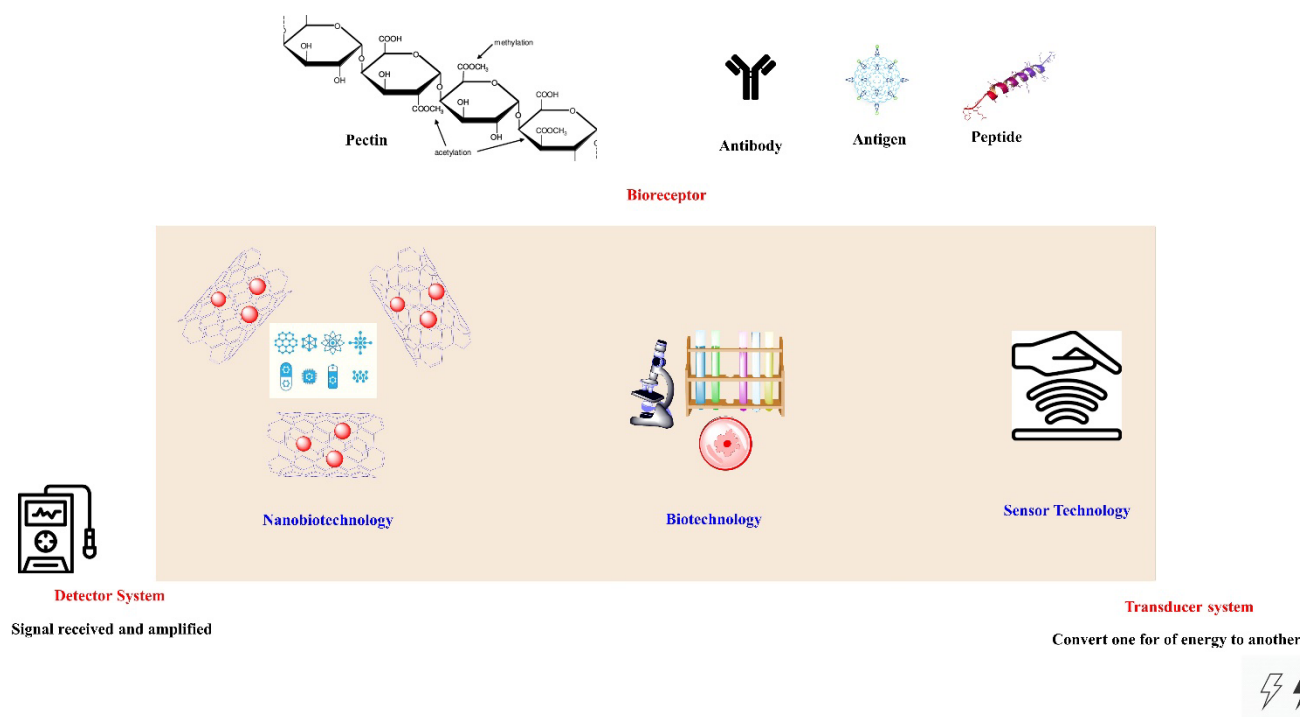 O
O
OH
OH
O
COOH
O
OH
COOCH3
O
methylation
COOCH3
O
OH
OH
O
COOH
O
COOCH3
O
acetylation
Pectin
Antibody
Antigen
Peptide
Bioreceptor
Nanobiotechnology
Biotechnology
Sensor Technology
Detector System
Signal received and amplified
Transducer system
Convert one for of energy to another